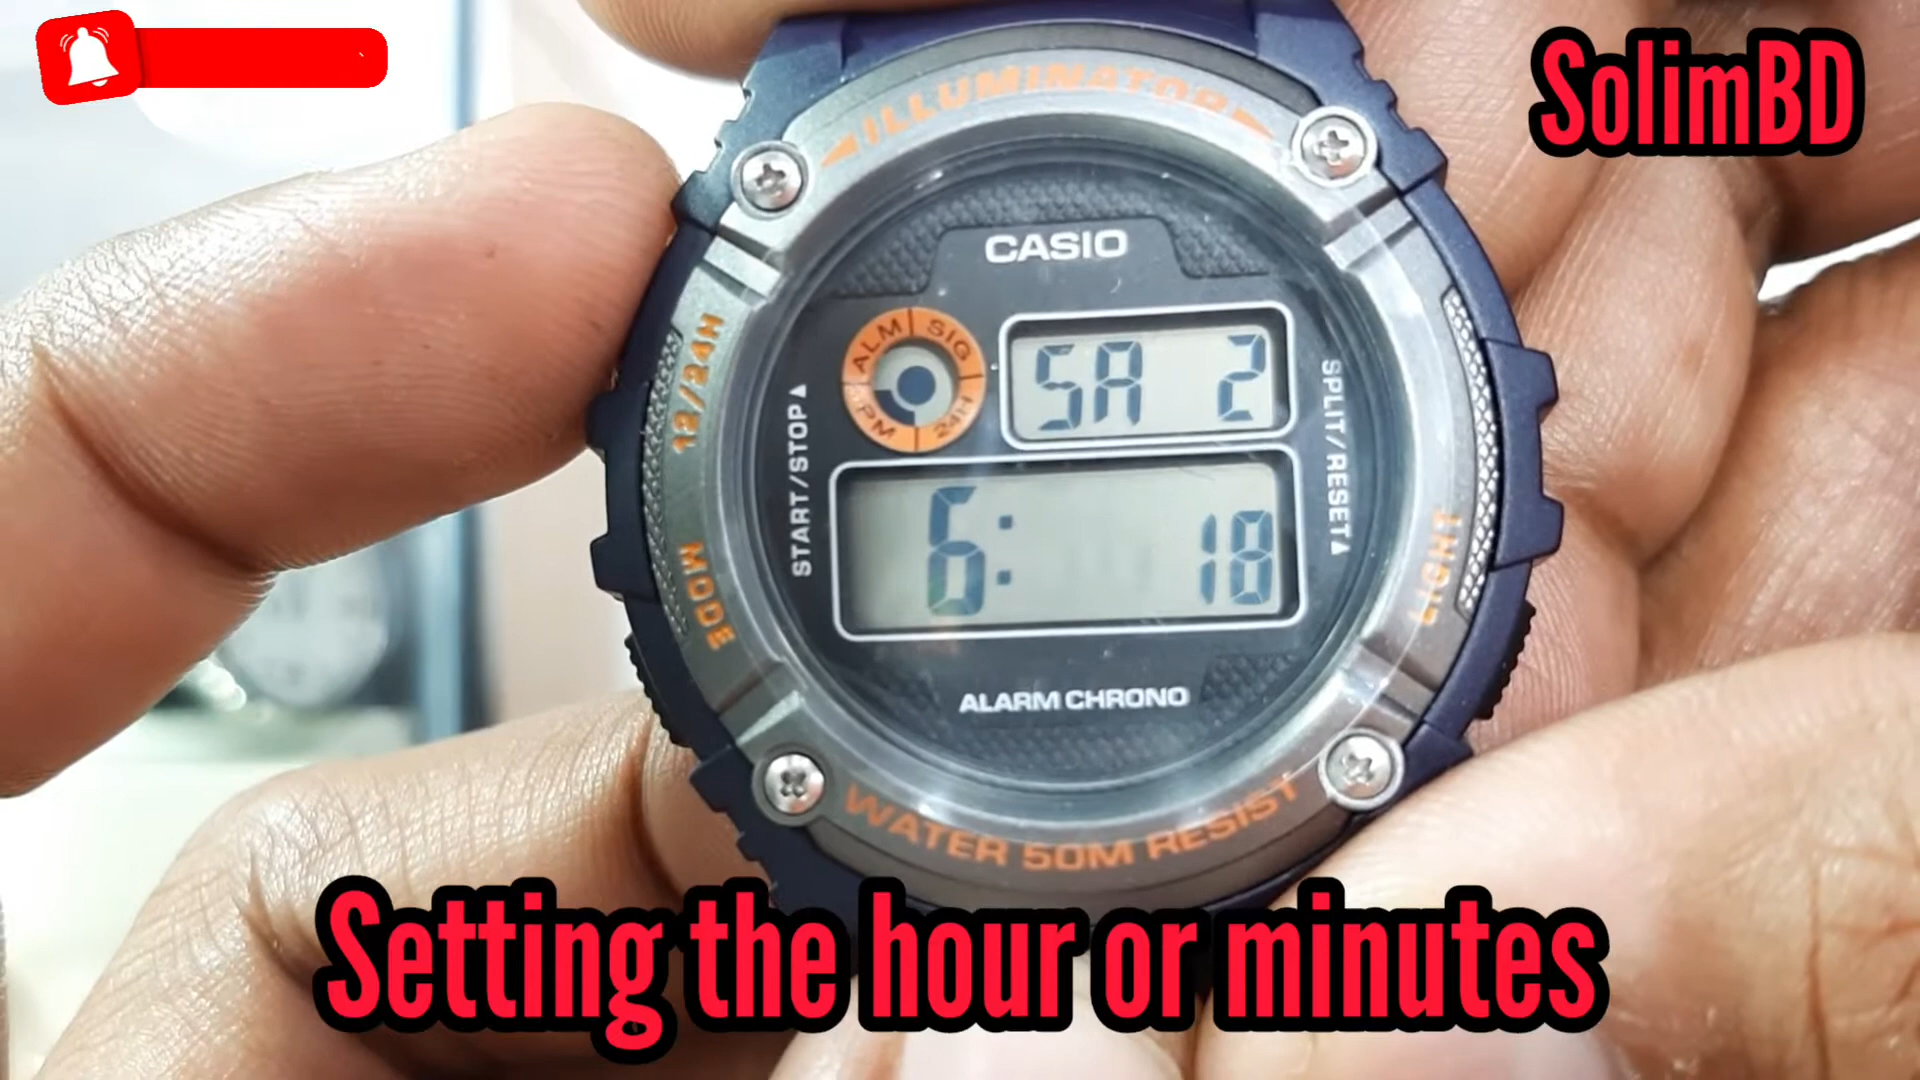 SolimBD
ILLUMINATOR
CASIO
ALM
SIG
PM
24H
SA 2
6: 18
12/24H
MODE
START/STOP
SPLIT/RESET
LIGHT
ALARM CHRONO
WATER 50M RESIST
Setting the hour or minutes